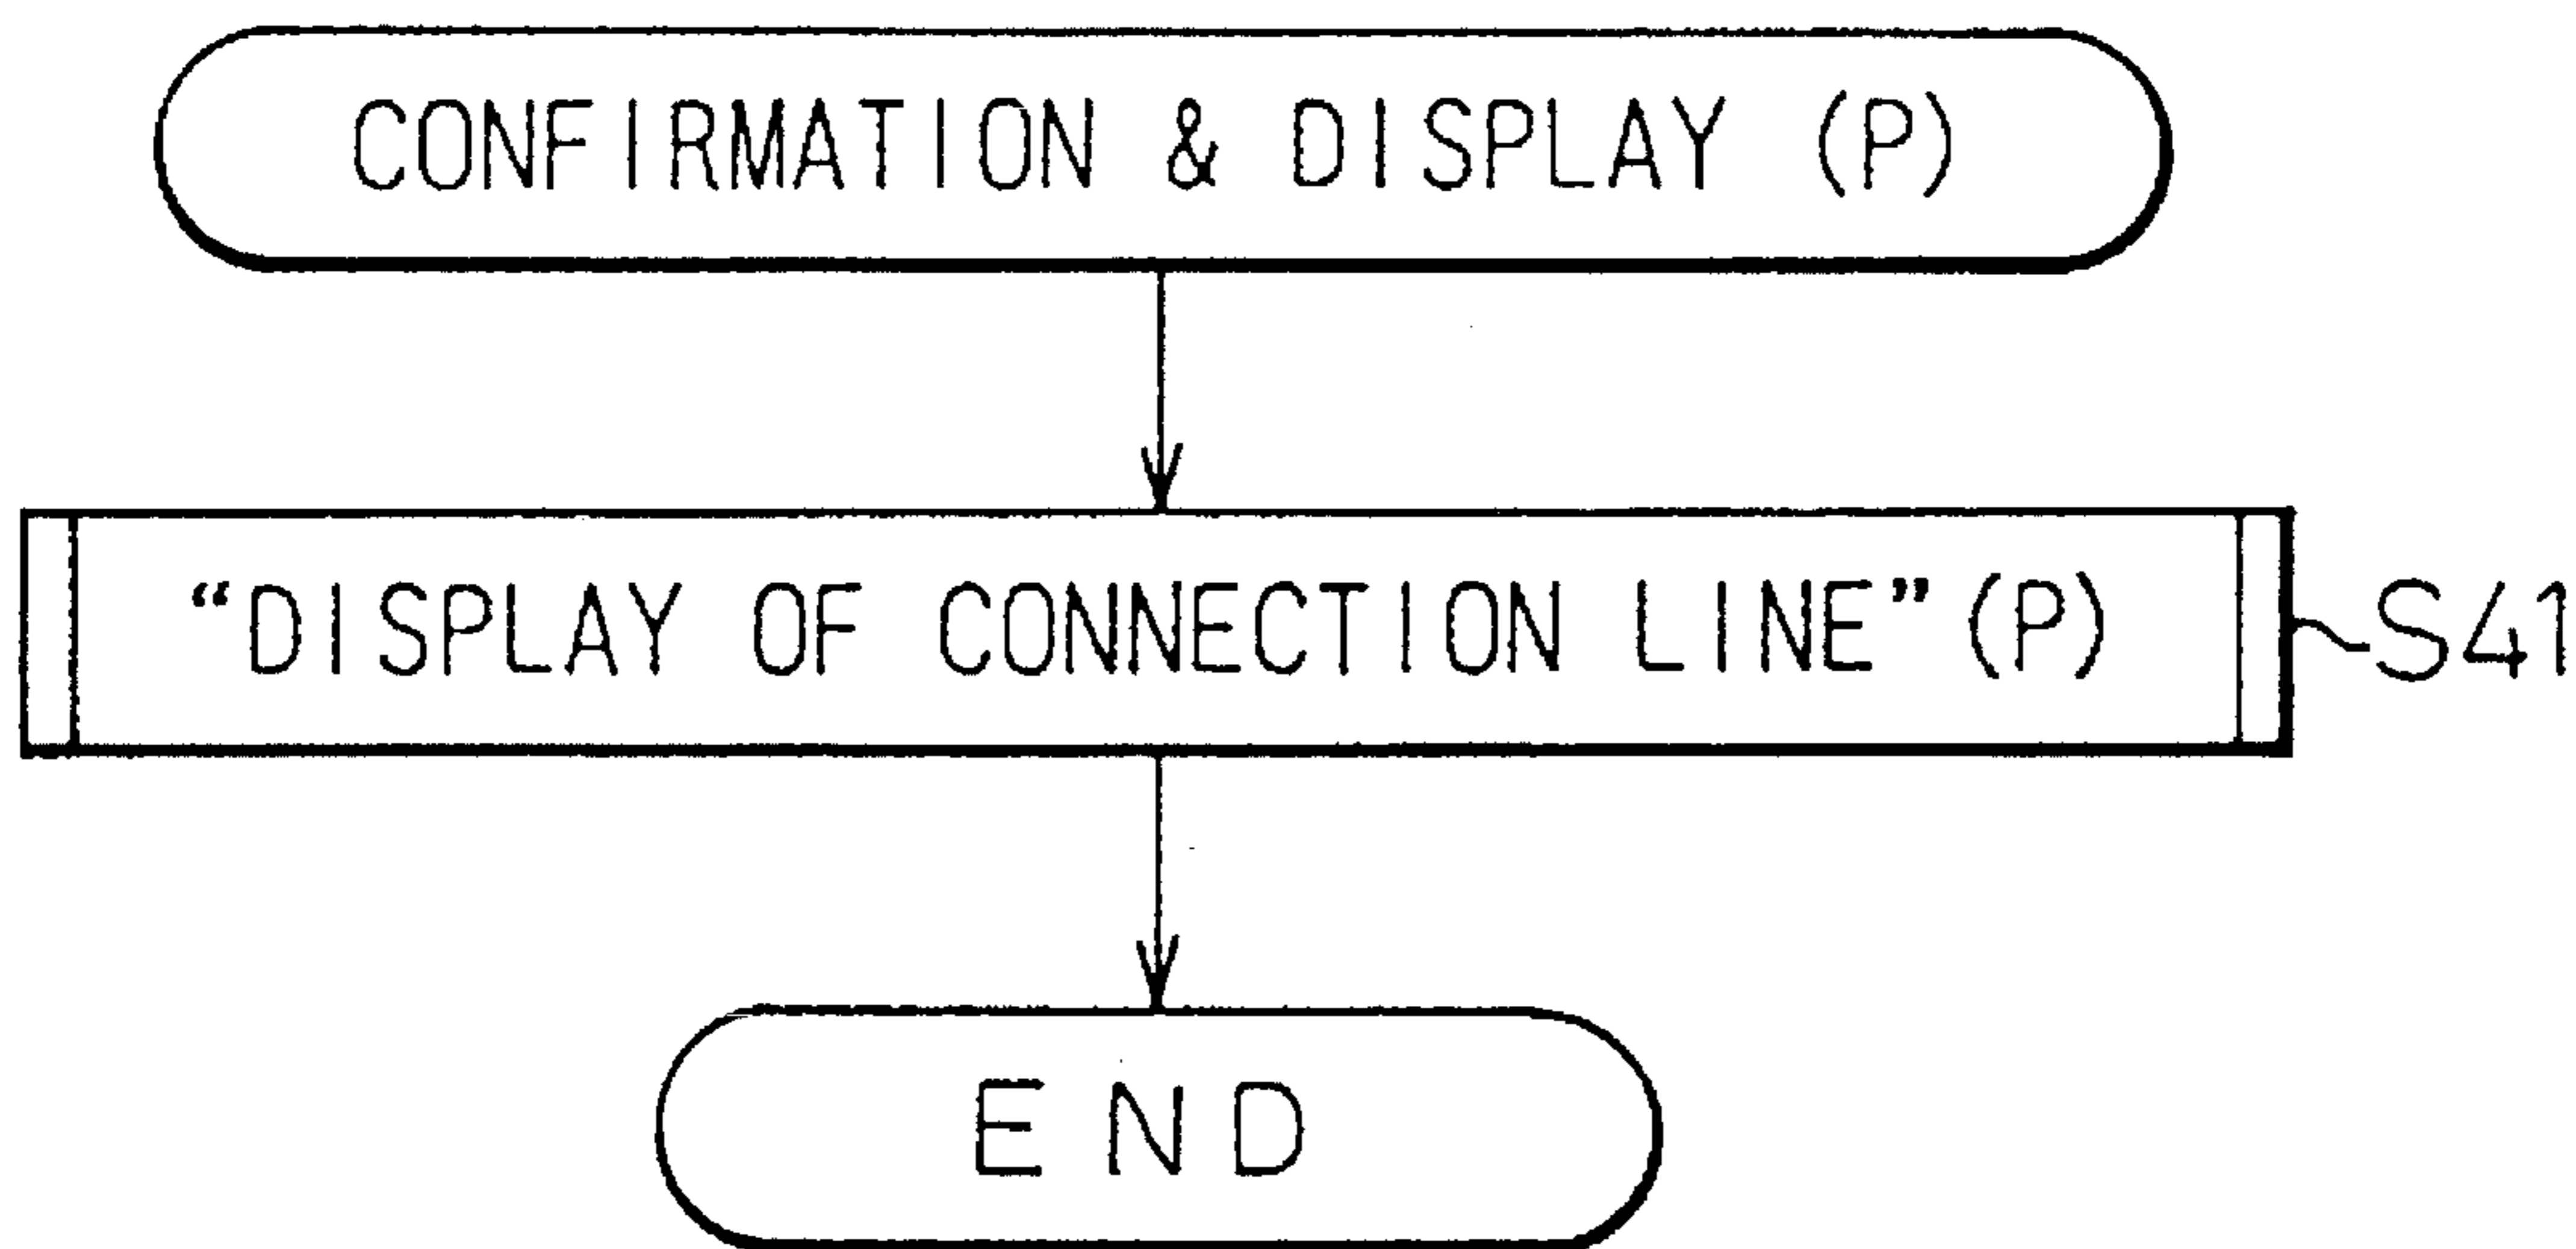 CONFIRMATION & DISPLAY (P)
“DISPLAY OF CONNECTION LINE” (P) S41
END